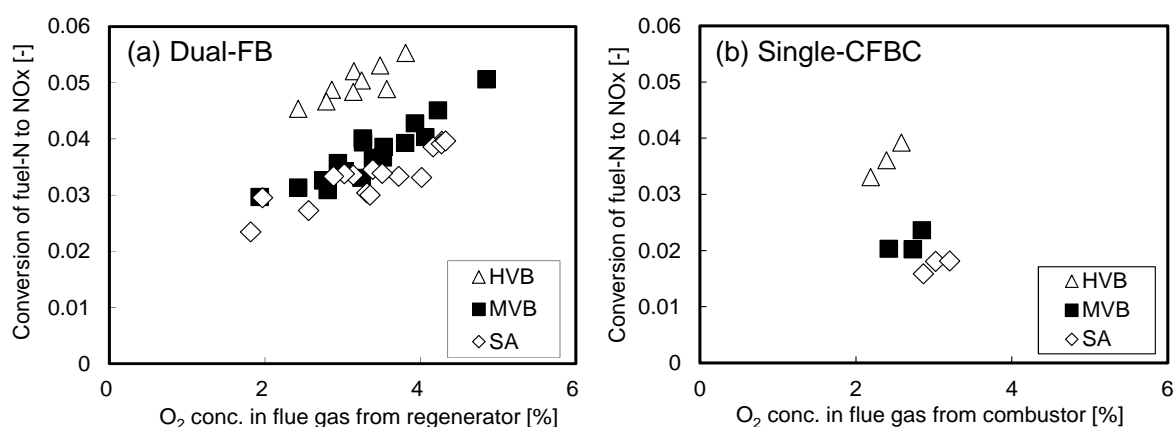 Conversion of fuel-N to NOx [-]
0.06
0.05
0.04
0.03
0.02
0.01
0
(a) Dual-FB
HVB
MVB
SA
0 2 4 6
O₂ conc. in flue gas from regenerator [%]
Conversion of fuel-N to NOx [-]
0.06
0.05
0.04
0.03
0.02
0.01
0
(b) Single-CFBC
HVB
MVB
SA
0 2 4 6
O₂ conc. in flue gas from combustor [%]